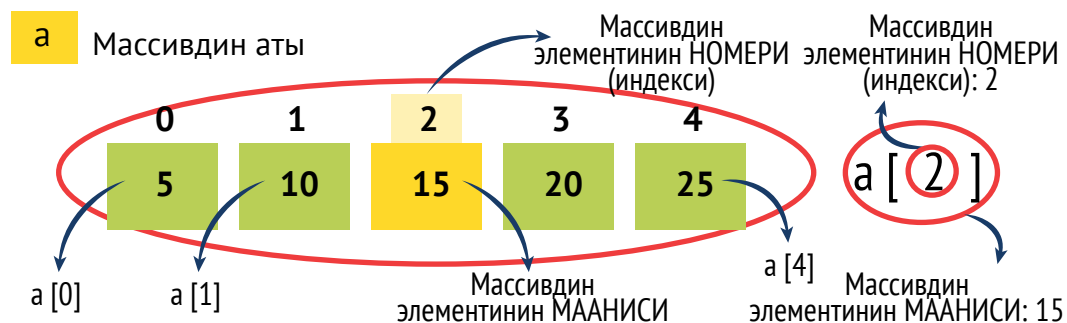 a
Массивдин аты
Массивдин
элементинин НОМЕРИ
(индекси)
Массивдин
элементинин НОМЕРИ
(индекси): 2
0 1 2 3 4
5 10 15 20 25
a [ 2 ]
a [0]
a [1]
Массивдин
элементинин МААНИСИ
a [4]
Массивдин
элементинин МААНИСИ: 15